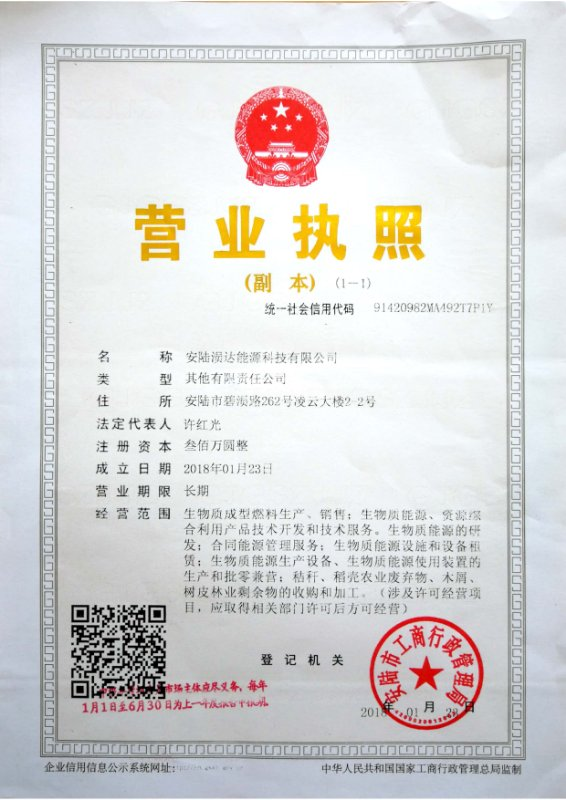 营业执照
(副 本) (1-1)
统一社会信用代码 91420982MA492T7P1Y
名 称 安陆涢达能源科技有限公司
类 型 其他有限责任公司
住 所 安陆市碧涢路262号凌云大楼2-2号
法定代表人 许红光
注册资本 叁佰万圆整
成立日期 2018年01月23日
营业期限 长期
经营范围 生物质成型燃料生产、销售；生物质能源、资源综
合利用产品技术开发和技术服务。生物质能源的研
发；合同能源管理服务；生物质能源设施和设备租
赁；生物质能源生产设备、生物质能源使用装置的
生产和批零兼营；秸秆、稻壳农业废弃物、木屑、
树皮林业剩余物的收购和加工。（涉及许可经营项
目，应取得相关部门许可后方可经营）
登记机关
安陆市工商行政管理局
2018年01月23日
市场主体应尽义务，每年
1月1日至6月30日为上一年度报告申报期。
企业信用信息公示系统网址:
中华人民共和国国家工商行政管理总局监制